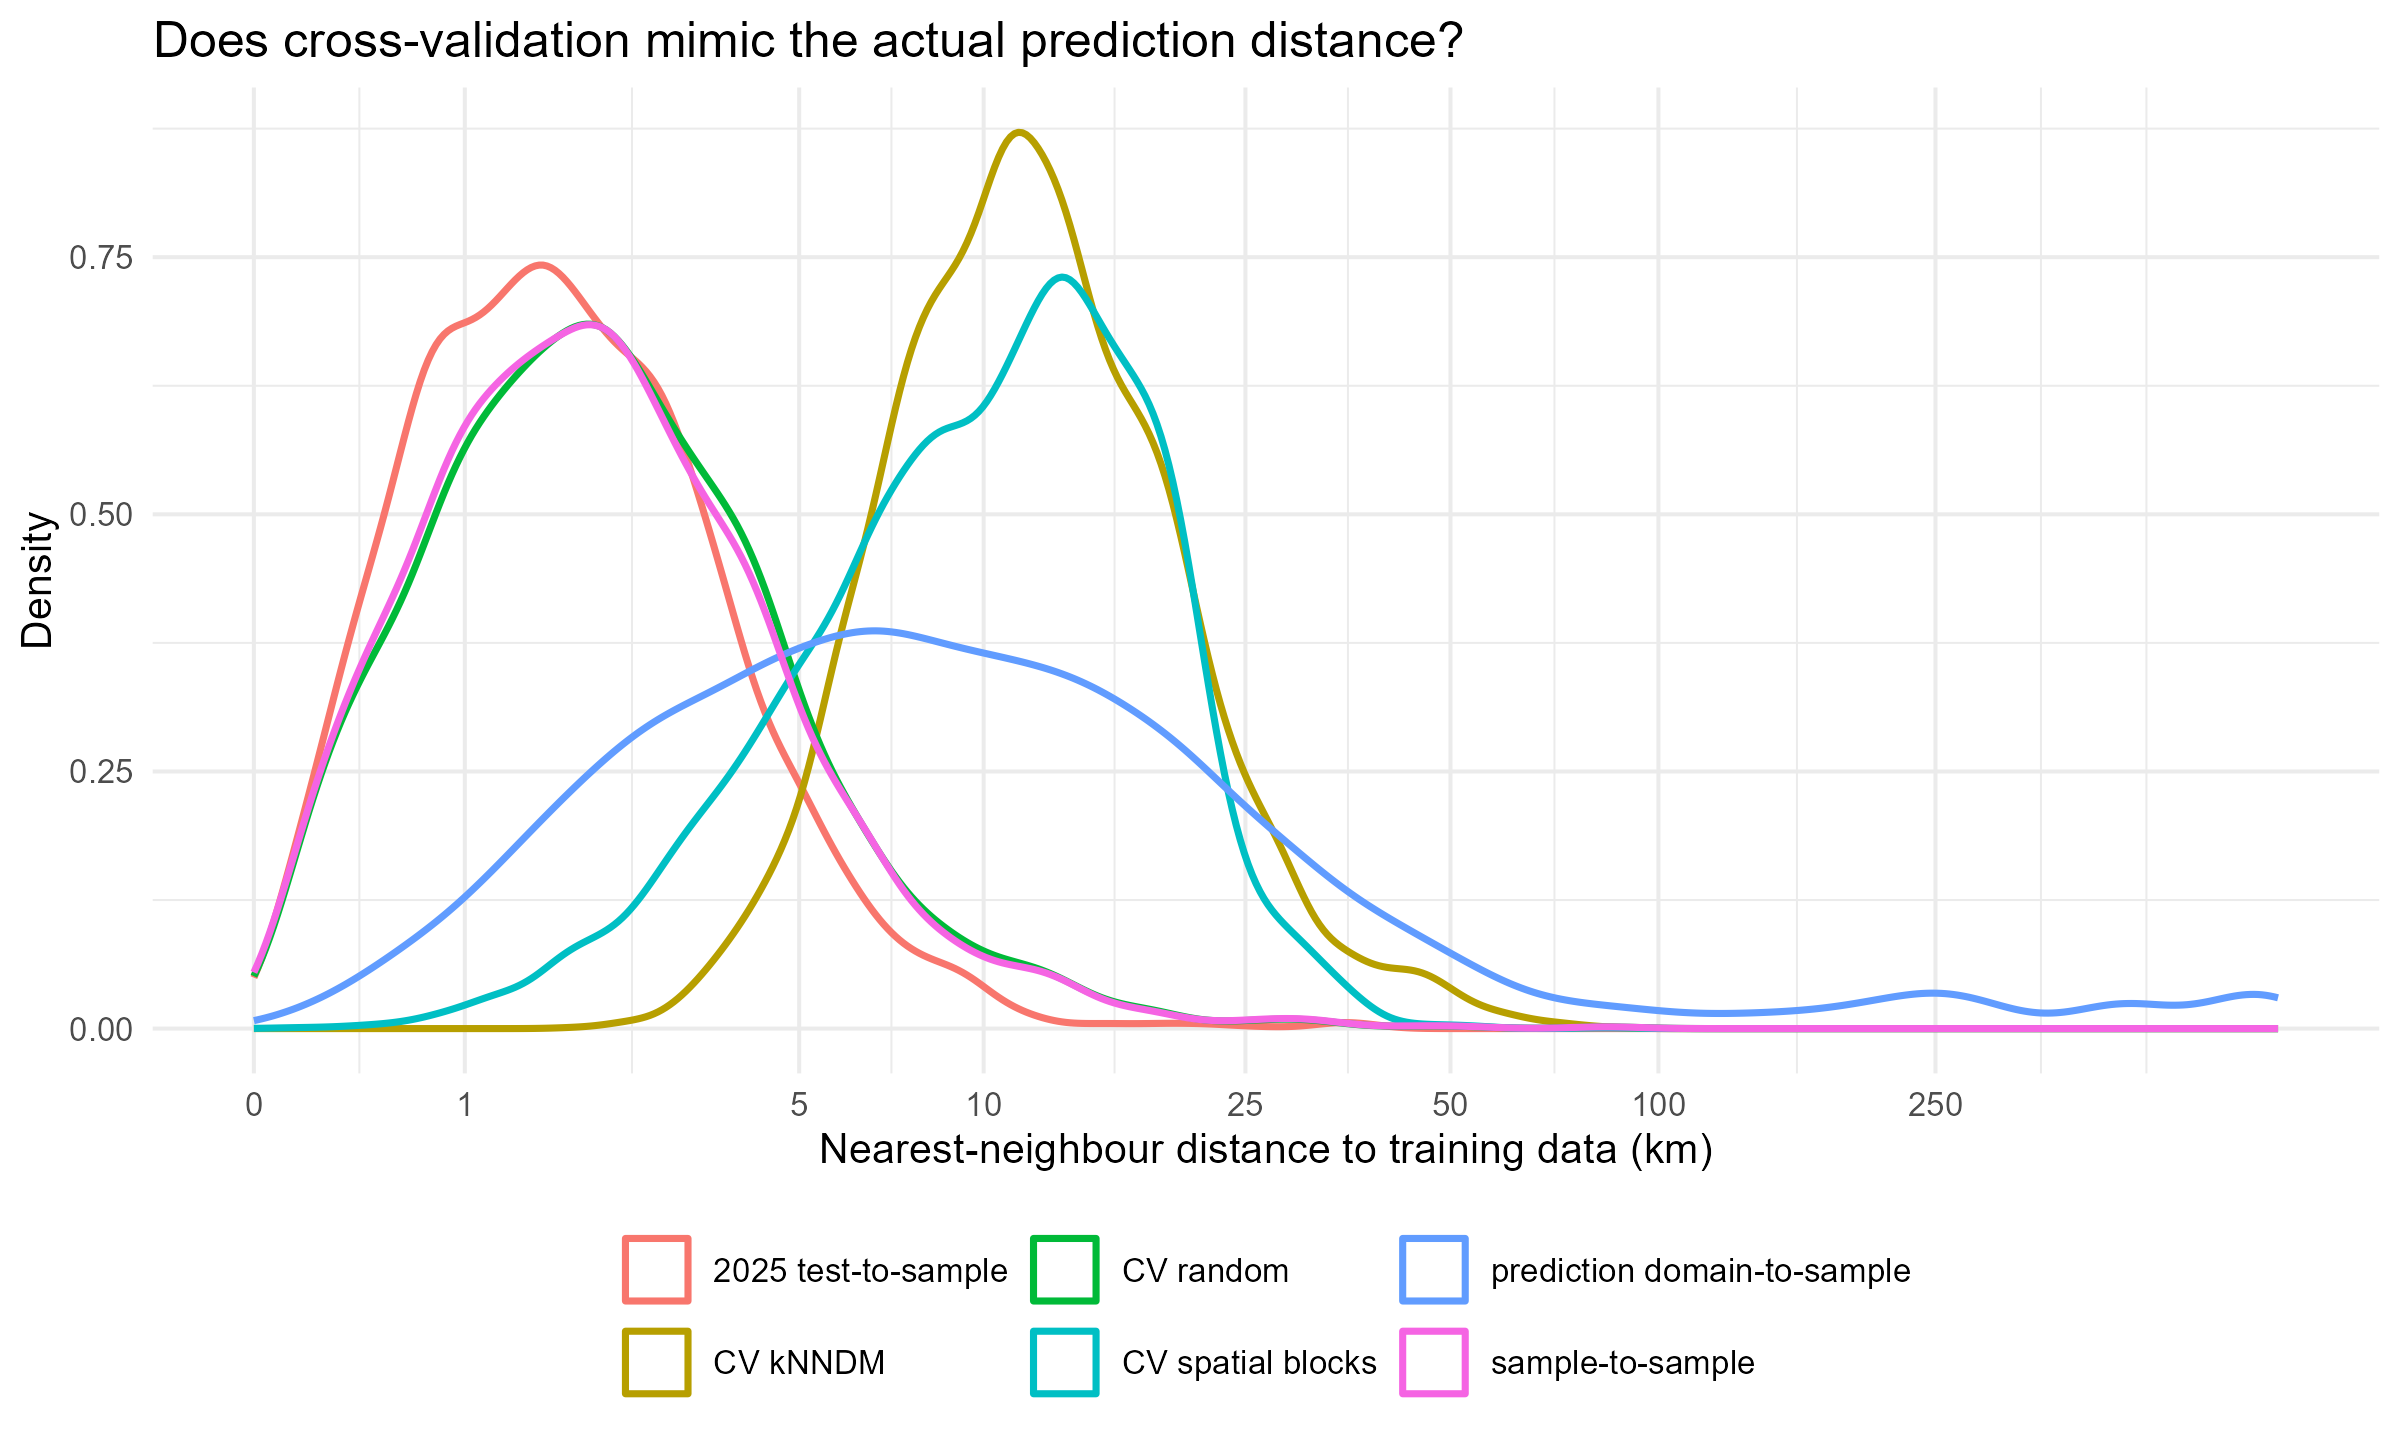 Does cross-validation mimic the actual prediction distance?
Density
0.75
0.50
0.25
0.00
0 1 5 10 25 50 100 250
Nearest-neighbour distance to training data (km)
2025 test-to-sample CV random prediction domain-to-sample
CV kNNDM CV spatial blocks sample-to-sample